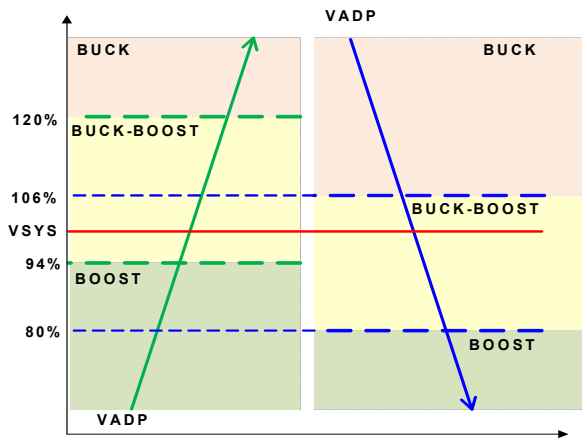 VADP
BUCK
BUCK
120%
BUCK-BOOST
106%
BUCK-BOOST
VSYS
94%
BOOST
80%
BOOST
VADP